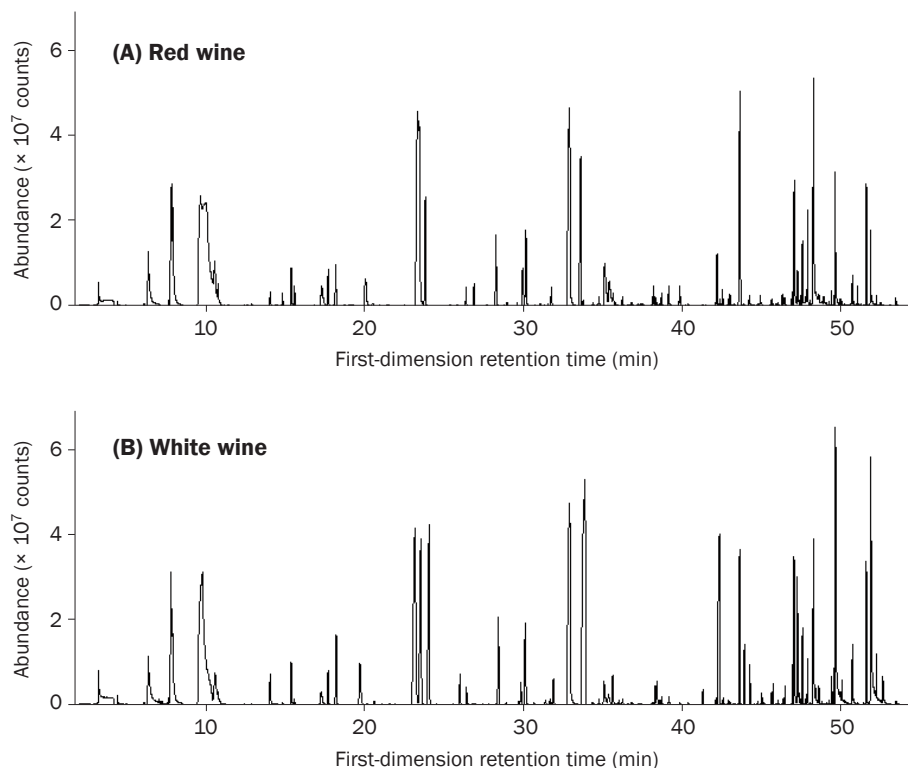 (A) Red wine
Abundance (× 10⁷ counts)
6
4
2
0
10 20 30 40 50
First-dimension retention time (min)
(B) White wine
Abundance (× 10⁷ counts)
6
4
2
0
10 20 30 40 50
First-dimension retention time (min)